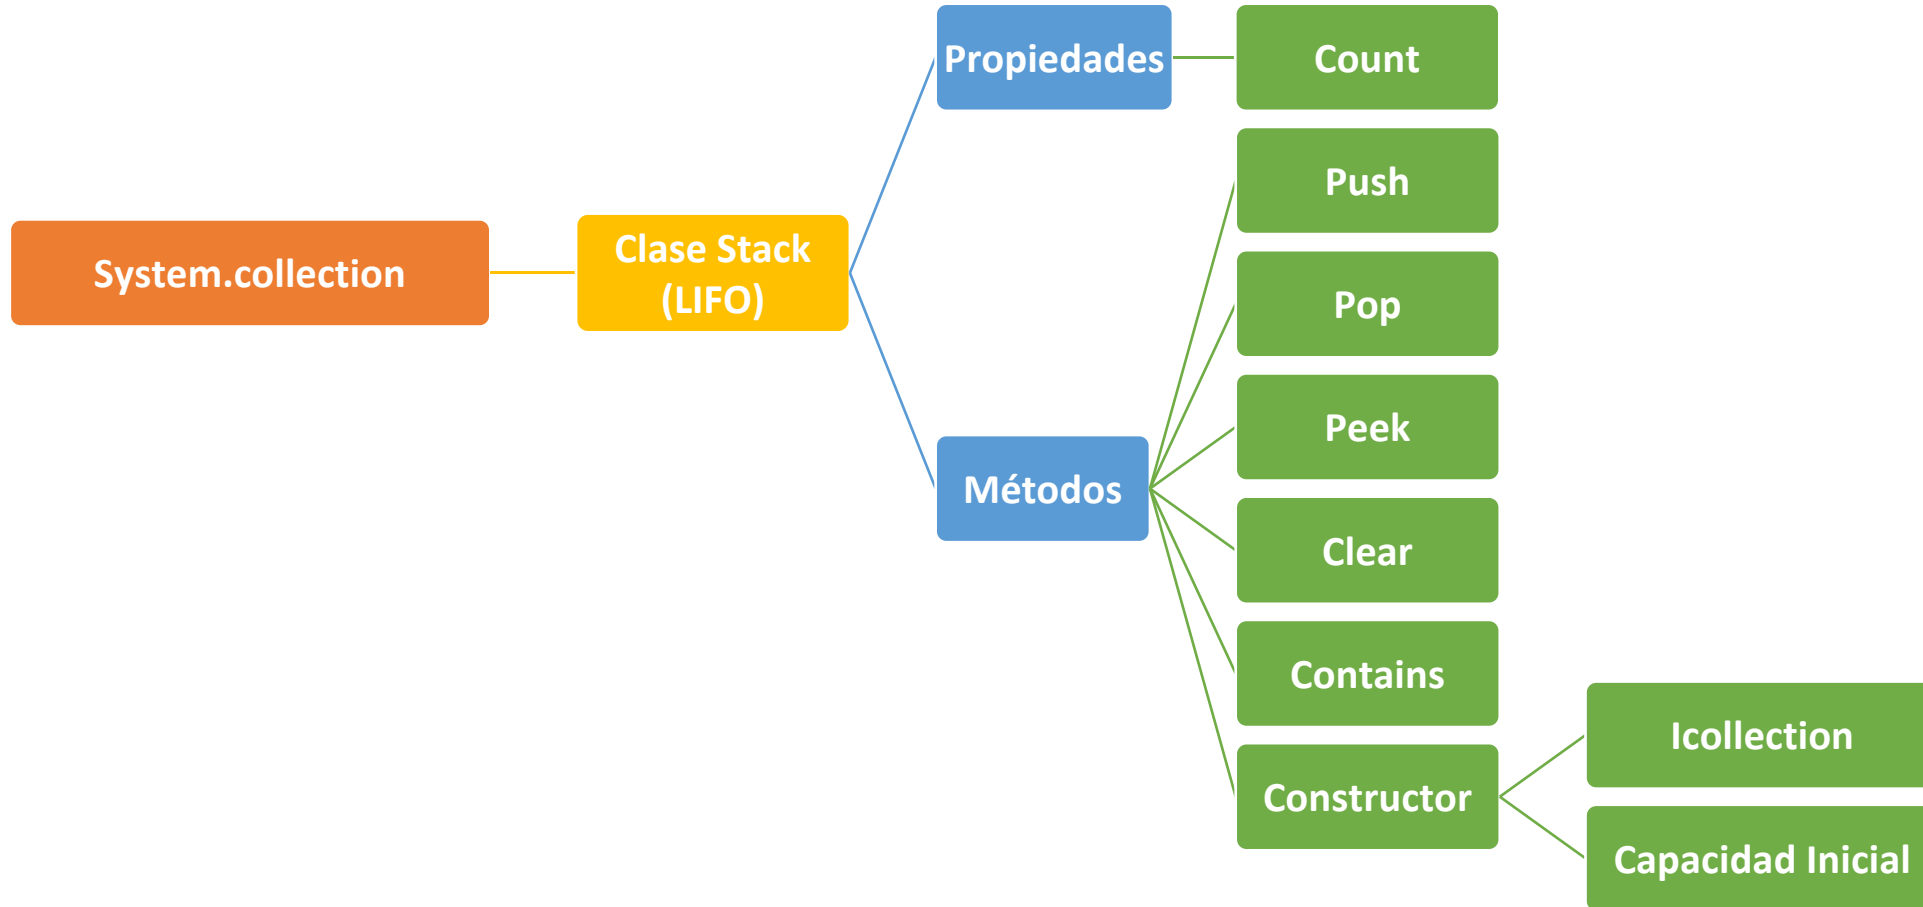 System.collection
Clase Stack
(LIFO)
Propiedades
Métodos
Count
Push
Pop
Peek
Clear
Contains
Constructor
Icollection
Capacidad Inicial